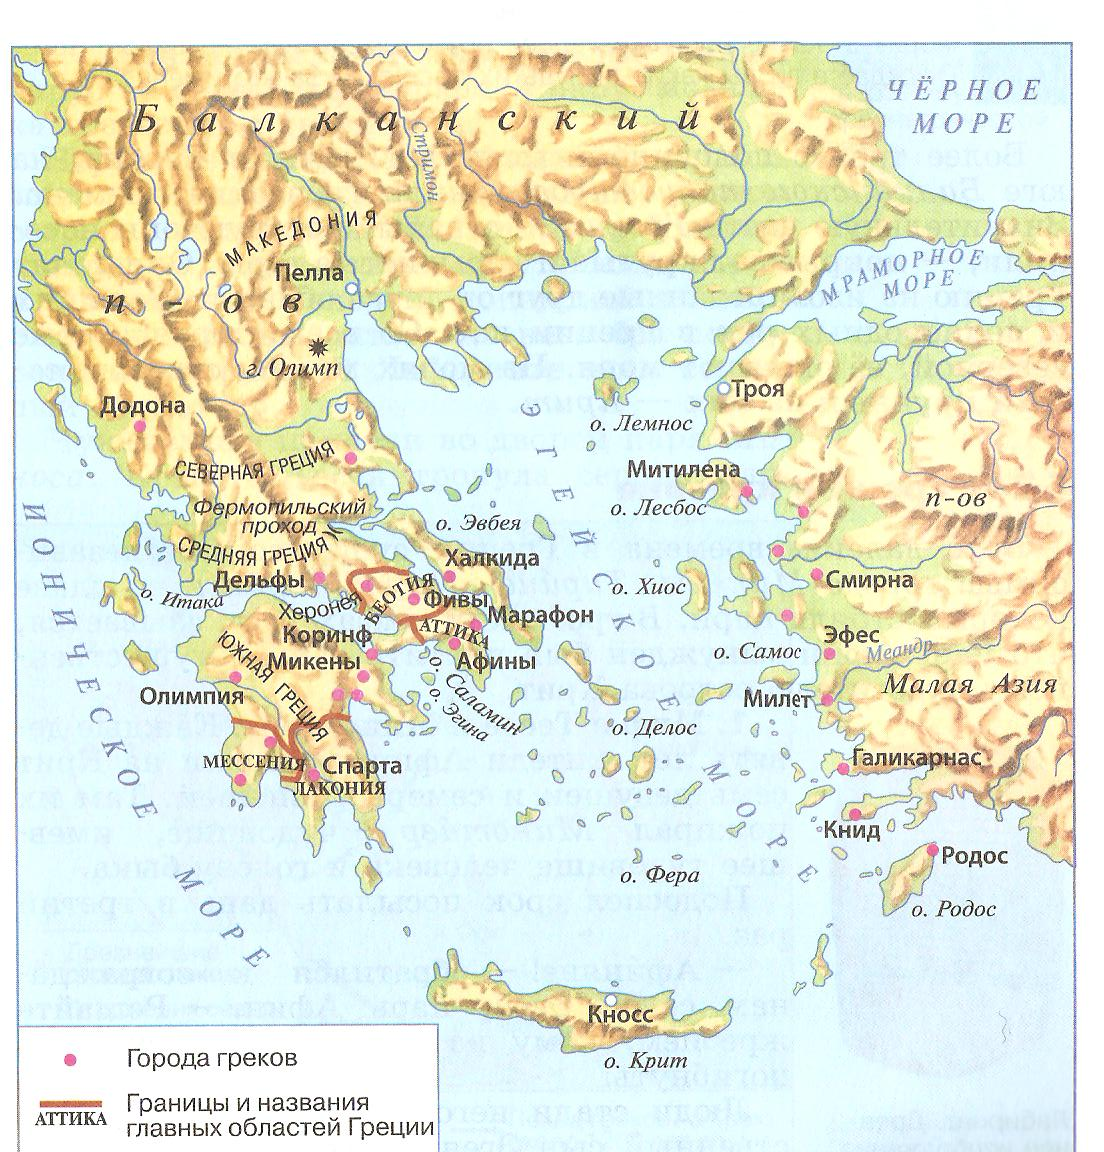 ЧЁРНОЕ
МОРЕ
Балканский
Стримон
МАКЕДОНИЯ
Пелла
п-ов
МРАМОРНОЕ
МОРЕ
г. Олимп
Троя
Додона
о. Лемнос
ЭГЕЙСКОЕ МОРЕ
СЕВЕРНАЯ ГРЕЦИЯ
Митилена
о. Лесбос
п-ов
Фермопильский
проход
о. Эвбея
ИОНИЧЕСКОЕ МОРЕ
СРЕДНЯЯ ГРЕЦИЯ
Халкида
Дельфы
о. Хиос
Смирна
о. Итака
Херонея
БЕОТИЯ
Фивы
Марафон
Коринф
АТТИКА
Эфес
Меандр
ЮЖНАЯ ГРЕЦИЯ
Микены
Афины
о. Самос
Олимпия
о. Саламин
о. Эгина
Милет
Малая Азия
о. Делос
МЕССЕНИЯ
Спарта
ЛАКОНИЯ
Галикарнас
Книд
Родос
о. Фера
о. Родос
Кносс
о. Крит
Города греков
АТТИКА
Границы и названия
главных областей Греции